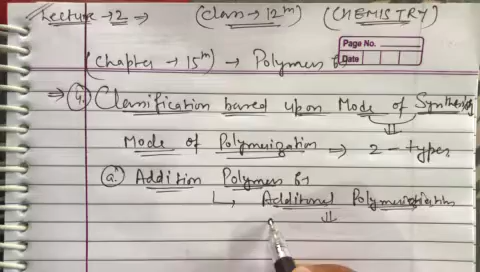 Lecture → 2 → (Class → 12th) (CHEMISTRY)
Page No.
Date
(Chapter → 15th) → Polymers
→ 4. Classification based upon Mode of Synthesis
Mode of Polymerization → 2 - types
a. Addition Polymers
Additional Polymerization